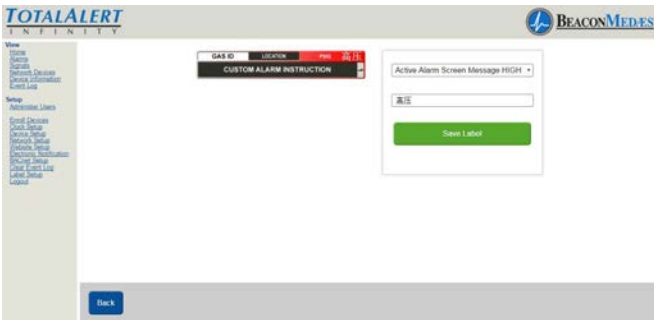 TOTALALERT
INFINITY
BEACONMEDÆS
View
Home
Alarms
Signals
Network Devices
Device Information
Event Log
Setup
Administer Users
Enroll Devices
Clock Setup
Device Setup
Network Setup
Website Setup
Electronic Notification
BACnet Setup
Clear Event Log
Label Setup
Logout
GAS ID
LOCATION
高压
CUSTOM ALARM INSTRUCTION
Active Alarm Screen Message HIGH
高压
Save Label
Back